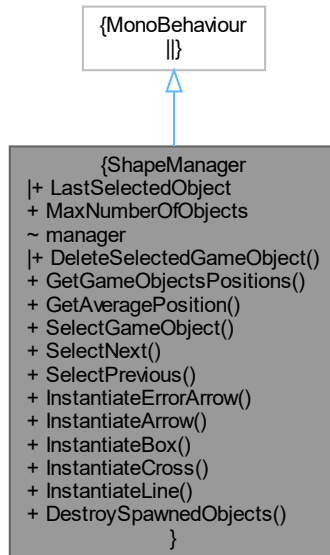 {MonoBehaviour
||}
{ShapeManager
|+ LastSelectedObject
+ MaxNumberOfObjects
~ manager
|+ DeleteSelectedGameObject()
+ GetGameObjectsPositions()
+ GetAveragePosition()
+ SelectGameObject()
+ SelectNext()
+ SelectPrevious()
+ InstantiateErrorArrow()
+ InstantiateArrow()
+ InstantiateBox()
+ InstantiateCross()
+ InstantiateLine()
+ DestroySpawnedObjects()
}